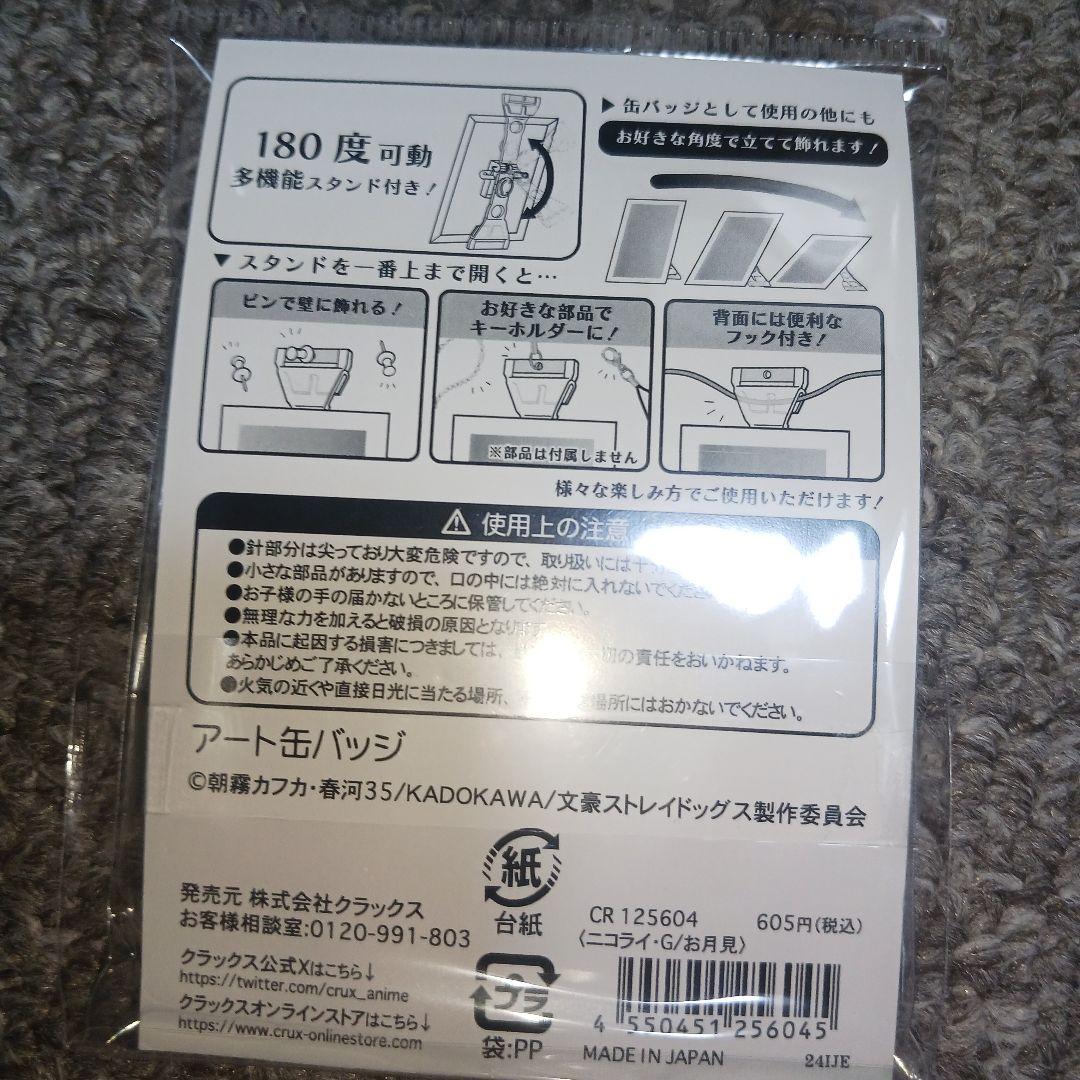 180度可動
多機能スタンド付き!
▶缶バッジとして使用の他にも
お好きな角度で立てて飾れます!
▼スタンドを一番上まで開くと…
ピンで壁に飾れる!
お好きな部品で
キーホルダーに!
※部品は付属しません
背面には便利な
フック付き!
様々な楽しみ方でご使用いただけます!
⚠使用上の注意
●針部分は尖っており大変危険ですので、取り扱いには十分
●小さな部品がありますので、口の中には絶対に入れないでくだ
●お子様の手の届かないところに保管してください。
●無理な力を加えると破損の原因となります
●本品に起因する損害につきましては、の責任をおいかねます。
あらかじめご了承ください。
●火気の近くや直接日光に当たる場所、場所にはおかないでください。
アート缶バッジ
©朝霧カフカ・春河35/KADOKAWA/文豪ストレイドッグス製作委員会
発売元 株式会社クラックス
お客様相談室:0120-991-803
クラックス公式Xはこちら↓
https://twitter.com/crux_anime
クラックスオンラインストアはこちら↓
https://www.crux-onlinestore.com
紙
台紙
プラ
袋:PP
CR 125604 605円(税込)
〈ニコライ・G/お月見〉
4 550451 256045
MADE IN JAPAN 24IJE